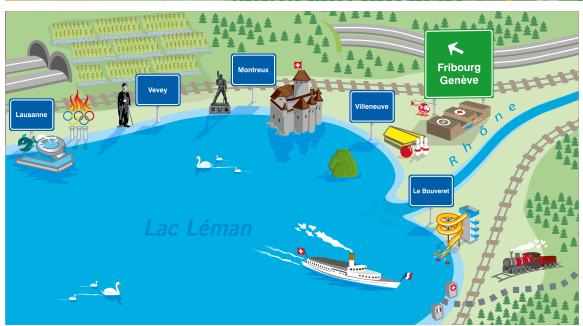 Fribourg
Genève
Montreux
Vevey
Lausanne
Villeneuve
Rhône
Le Bouveret
Lac Léman